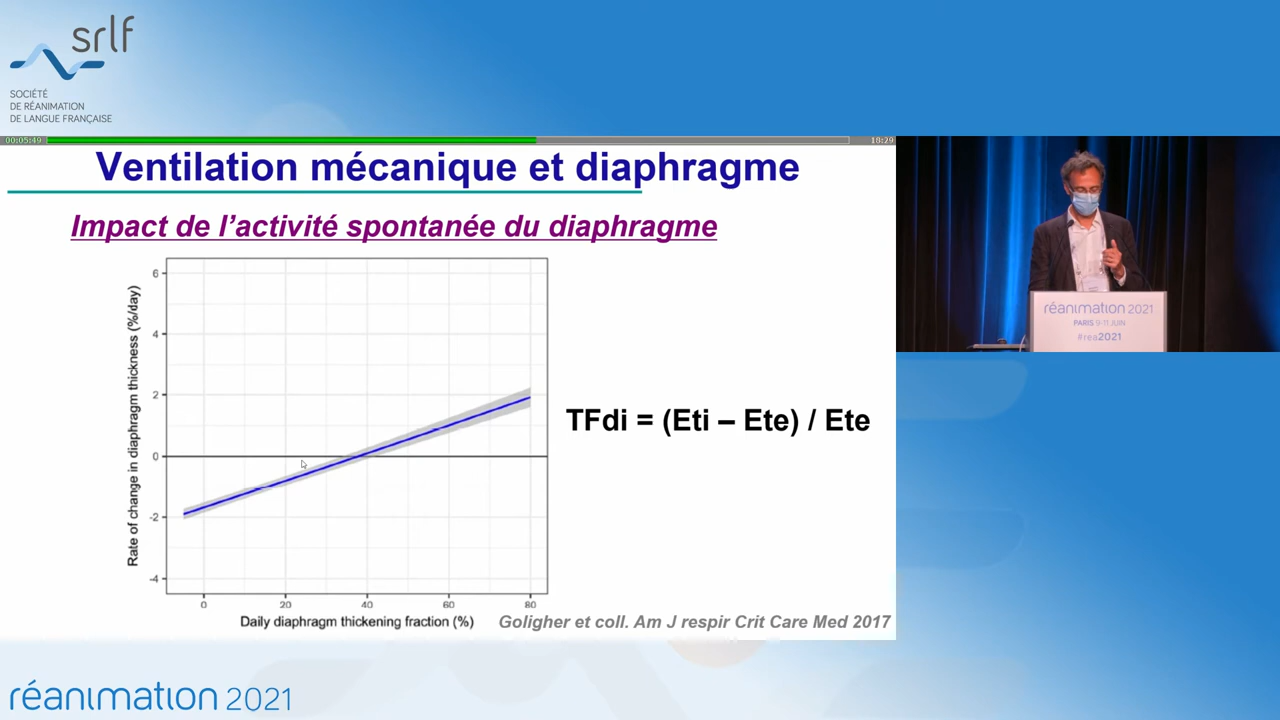 srlf
SOCIÉTÉ
DE RÉANIMATION
DE LANGUE FRANÇAISE
00:05:49
18:29
Ventilation mécanique et diaphragme
Impact de l'activité spontanée du diaphragme
Rate of change in diaphragm thickness (%/day)
6
4
2
0
-2
-4
0
20
40
60
80
Daily diaphragm thickening fraction (%)
TFdi = (Eti – Ete) / Ete
Goligher et coll. Am J respir Crit Care Med 2017
réanimation 2021
PARIS 9-11 JUIN
#rea2021
réanimation 2021